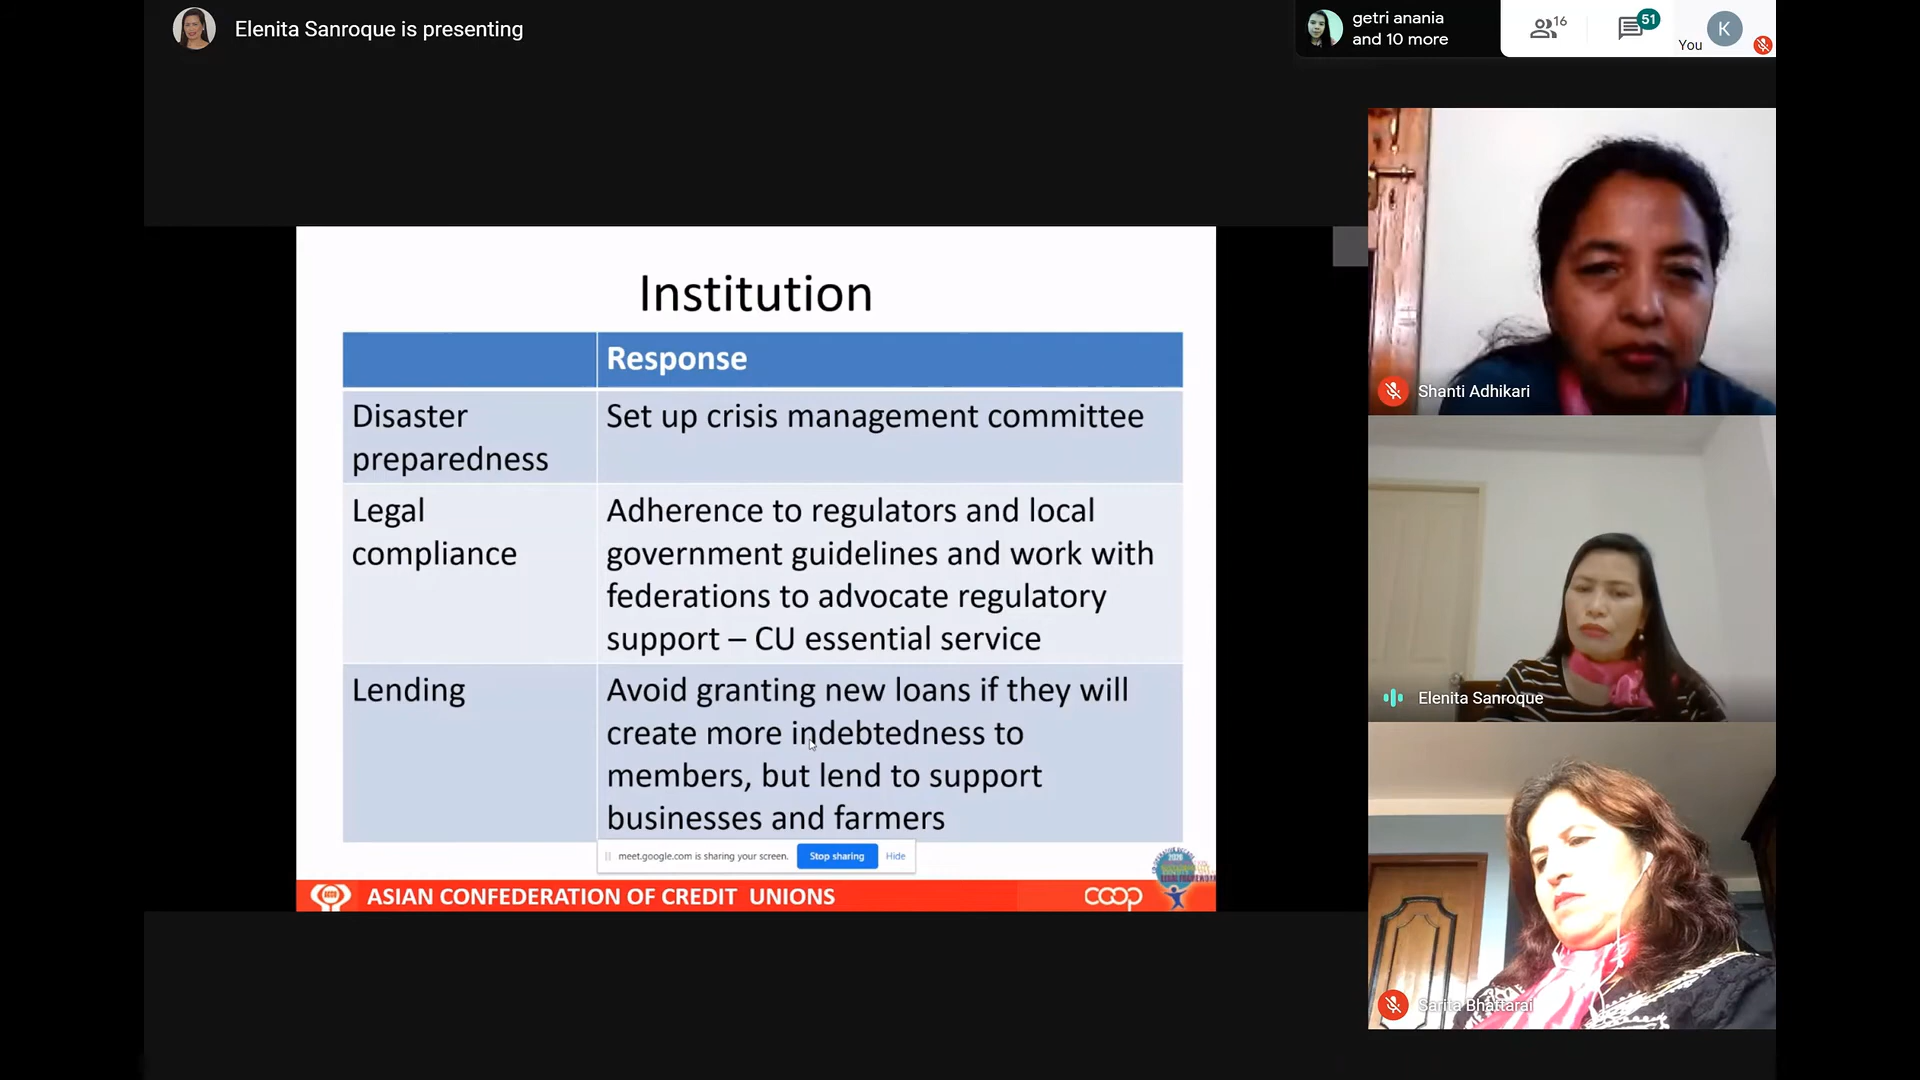 Elenita Sanroque is presenting
getri anania
and 10 more
16
51
You
K
Institution
Response
Disaster
preparedness
Set up crisis management committee
Legal
compliance
Adherence to regulators and local
government guidelines and work with
federations to advocate regulatory
support – CU essential service
Lending
Avoid granting new loans if they will
create more indebtedness to
members, but lend to support
businesses and farmers
meet.google.com is sharing your screen.
Stop sharing
Hide
ASIAN CONFEDERATION OF CREDIT UNIONS
coop
2020
Shanti Adhikari
Elenita Sanroque
Sarita Bhattarai